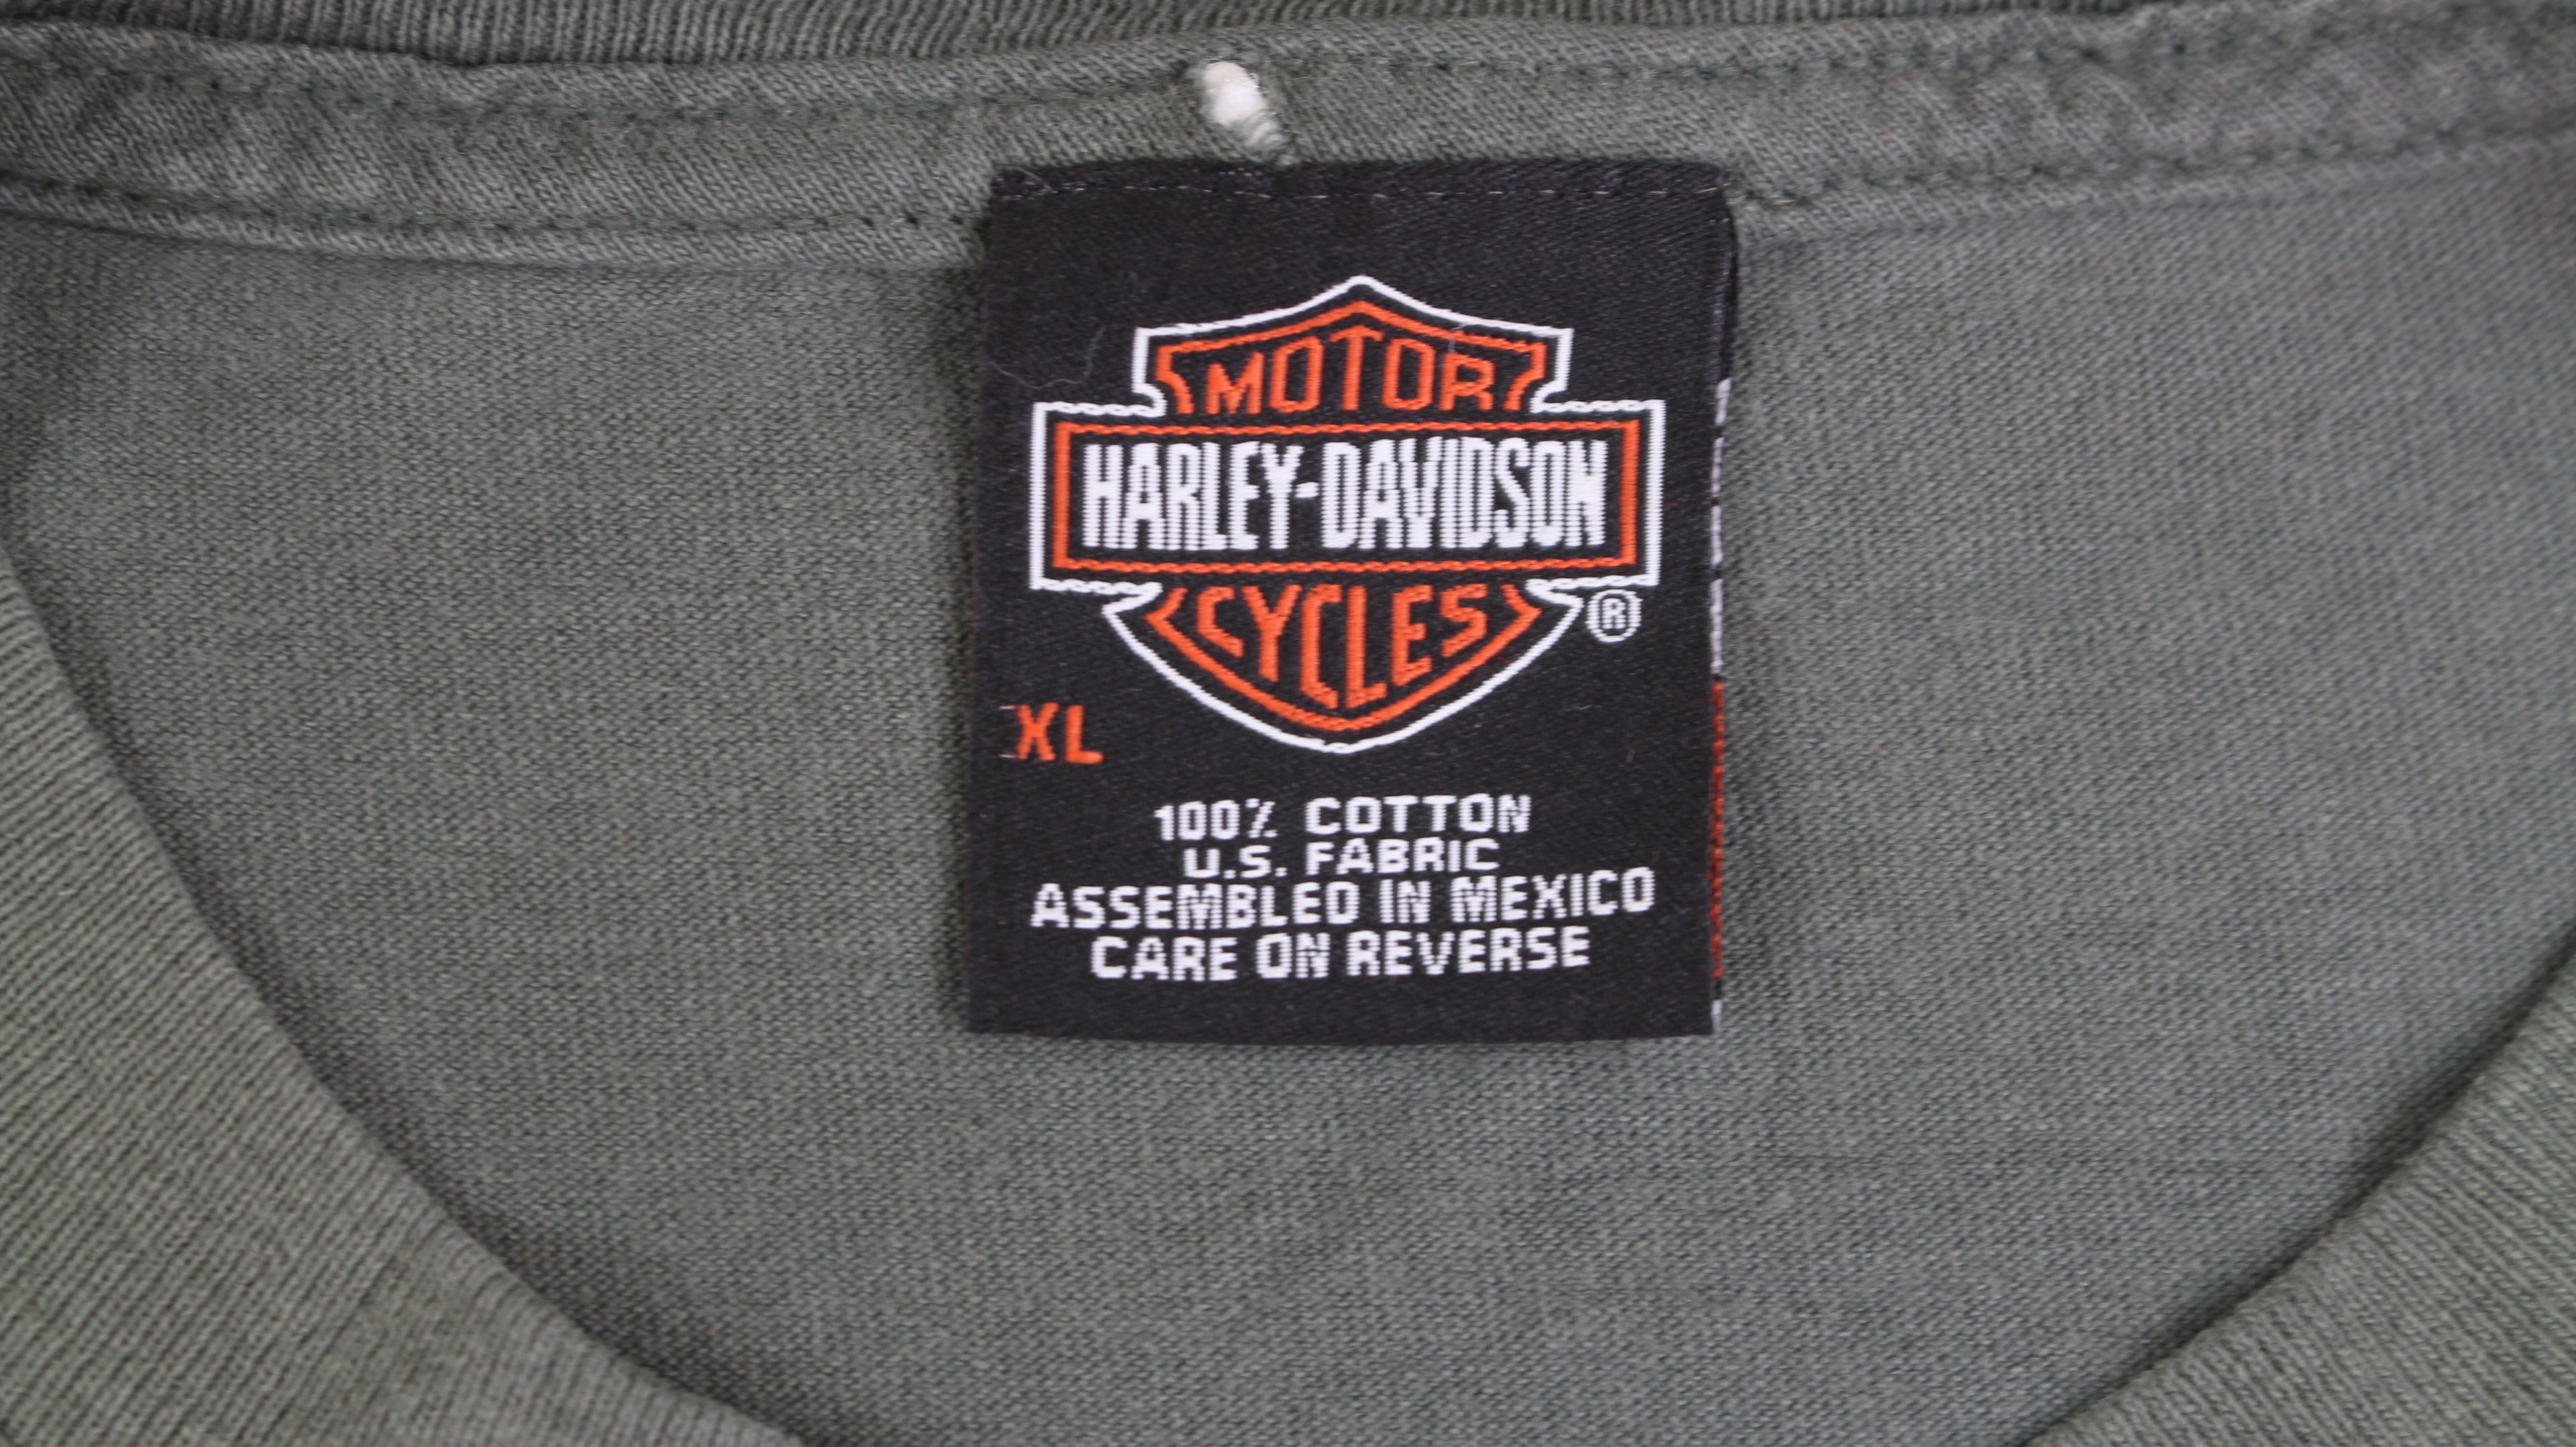 MOTOR
HARLEY-DAVIDSON
CYCLES
®
XL
100% COTTON
U.S. FABRIC
ASSEMBLED IN MEXICO
CARE ON REVERSE